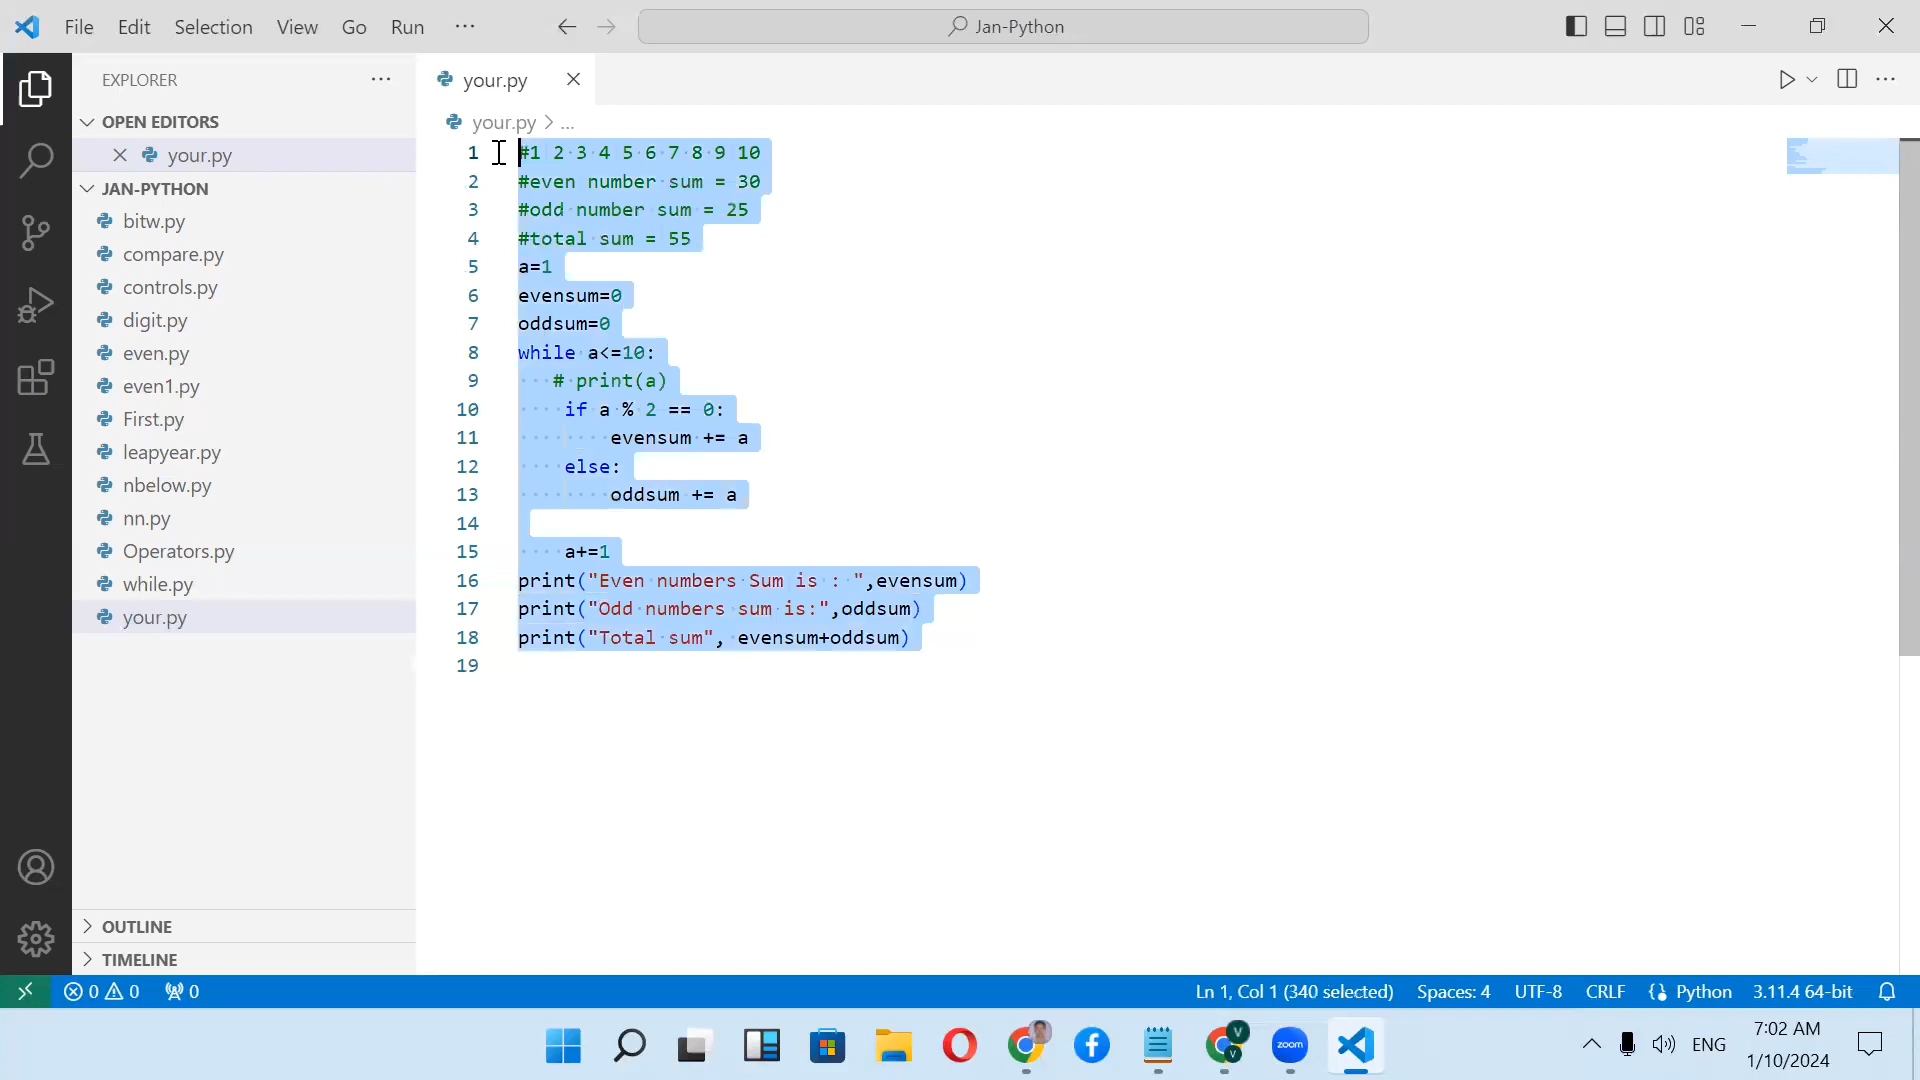 File Edit Selection View Go Run ···
Jan-Python
EXPLORER ···
OPEN EDITORS
your.py
JAN-PYTHON
bitw.py
compare.py
controls.py
digit.py
even.py
even1.py
First.py
leapyear.py
nbelow.py
nn.py
Operators.py
while.py
your.py
OUTLINE
TIMELINE
your.py
your.py > ...
1 #1 2 3 4 5 6 7 8 9 10
2 #even number sum = 30
3 #odd number sum = 25
4 #total sum = 55
5 a=1
6 evensum=0
7 oddsum=0
8 while a<=10:
9 # print(a)
10 if a % 2 == 0:
11 evensum += a
12 else:
13 oddsum += a
14
15 a+=1
16 print("Even numbers Sum is : ",evensum)
17 print("Odd numbers sum is:",oddsum)
18 print("Total sum", evensum+oddsum)
19
0 0 0 Ln 1, Col 1 (340 selected) Spaces: 4 UTF-8 CRLF Python 3.11.4 64-bit
zoom
V
V
ENG
7:02 AM
1/10/2024